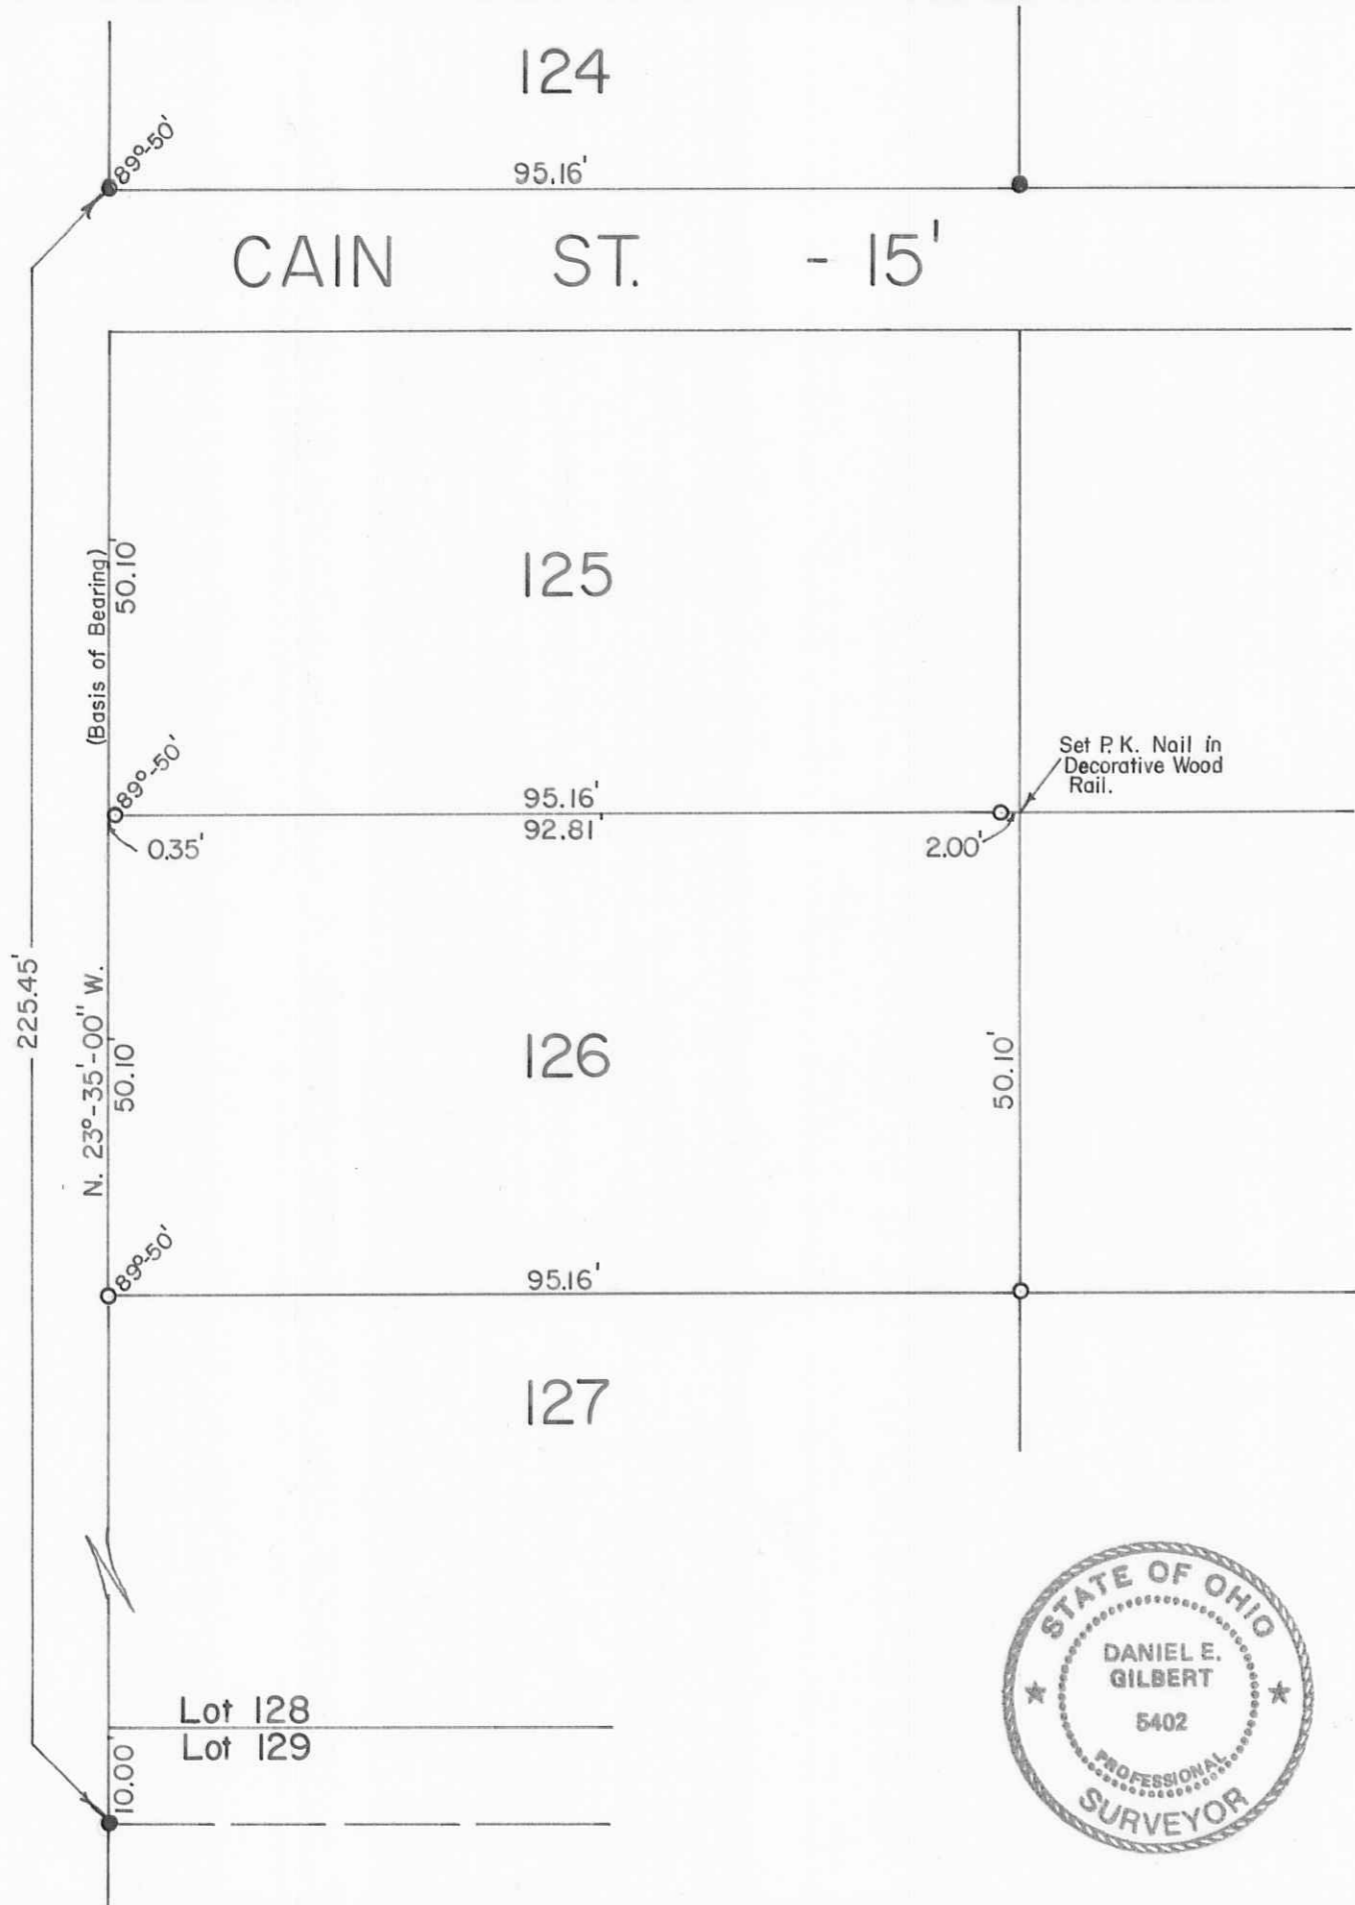 124
89°-50'
95.16'
CAIN ST. - 15'
(Basis of Bearing)
50.10'
125
89°-50'
95.16'
92.81'
0.35'
2.00'
Set P.K. Nail in
Decorative Wood
Rail.
225.45'
N. 23°-35'-00" W.
50.10'
126
50.10'
89°-50'
95.16'
127
Lot 128
Lot 129
10.00'
STATE OF OHIO
DANIEL E.
GILBERT
5402
PROFESSIONAL
SURVEYOR